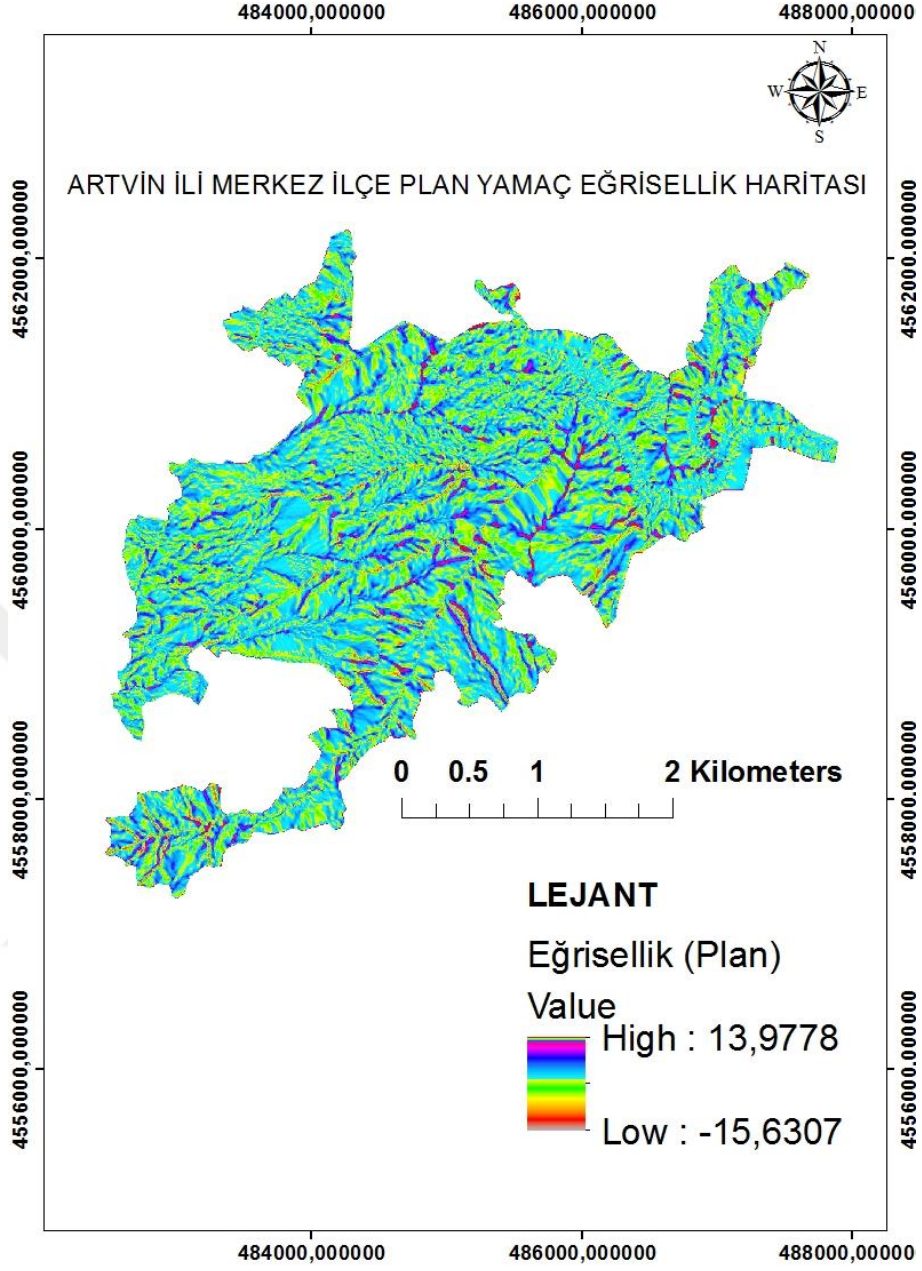 484000,000000 486000,000000 488000,000000
N
W E
S
ARTVİN İLİ MERKEZ İLÇE PLAN YAMAÇ EĞRİSELLİK HARİTASI
4562000,000000 4562000,000000
4560000,000000 4560000,000000
4558000,000000 4558000,000000
0 0.5 1 2 Kilometers
LEJANT
Eğrisellik (Plan)
Value
High : 13,9778
Low : -15,6307
4556000,000000 4556000,000000
484000,000000 486000,000000 488000,000000